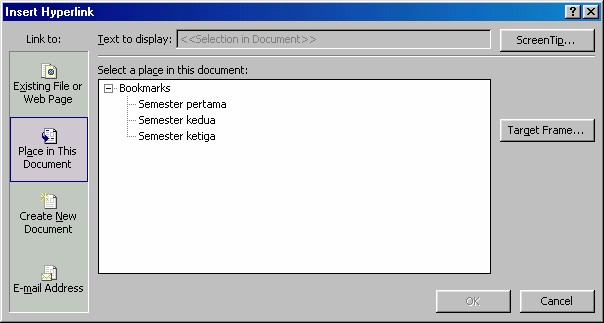 Insert Hyperlink
Link to:
Text to display:
<<Selection in Document>>
ScreenTip...
Existing File or
Web Page
Place in This
Document
Create New
Document
E-mail Address
Select a place in this document:
Bookmarks
Semester pertama
Semester kedua
Semester ketiga
Target Frame...
OK
Cancel